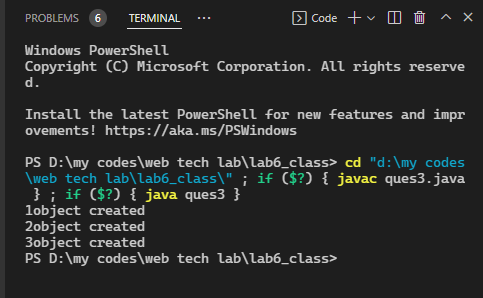 PROBLEMS 6 TERMINAL ··· Code
Windows PowerShell
Copyright (C) Microsoft Corporation. All rights reserve
d.
Install the latest PowerShell for new features and impr
ovements! https://aka.ms/PSWindows
PS D:\my codes\web tech lab\lab6_class> cd "d:\my codes
\web tech lab\lab6_class\" ; if ($?) { javac ques3.java
 } ; if ($?) { java ques3 }
1object created
2object created
3object created
PS D:\my codes\web tech lab\lab6_class>